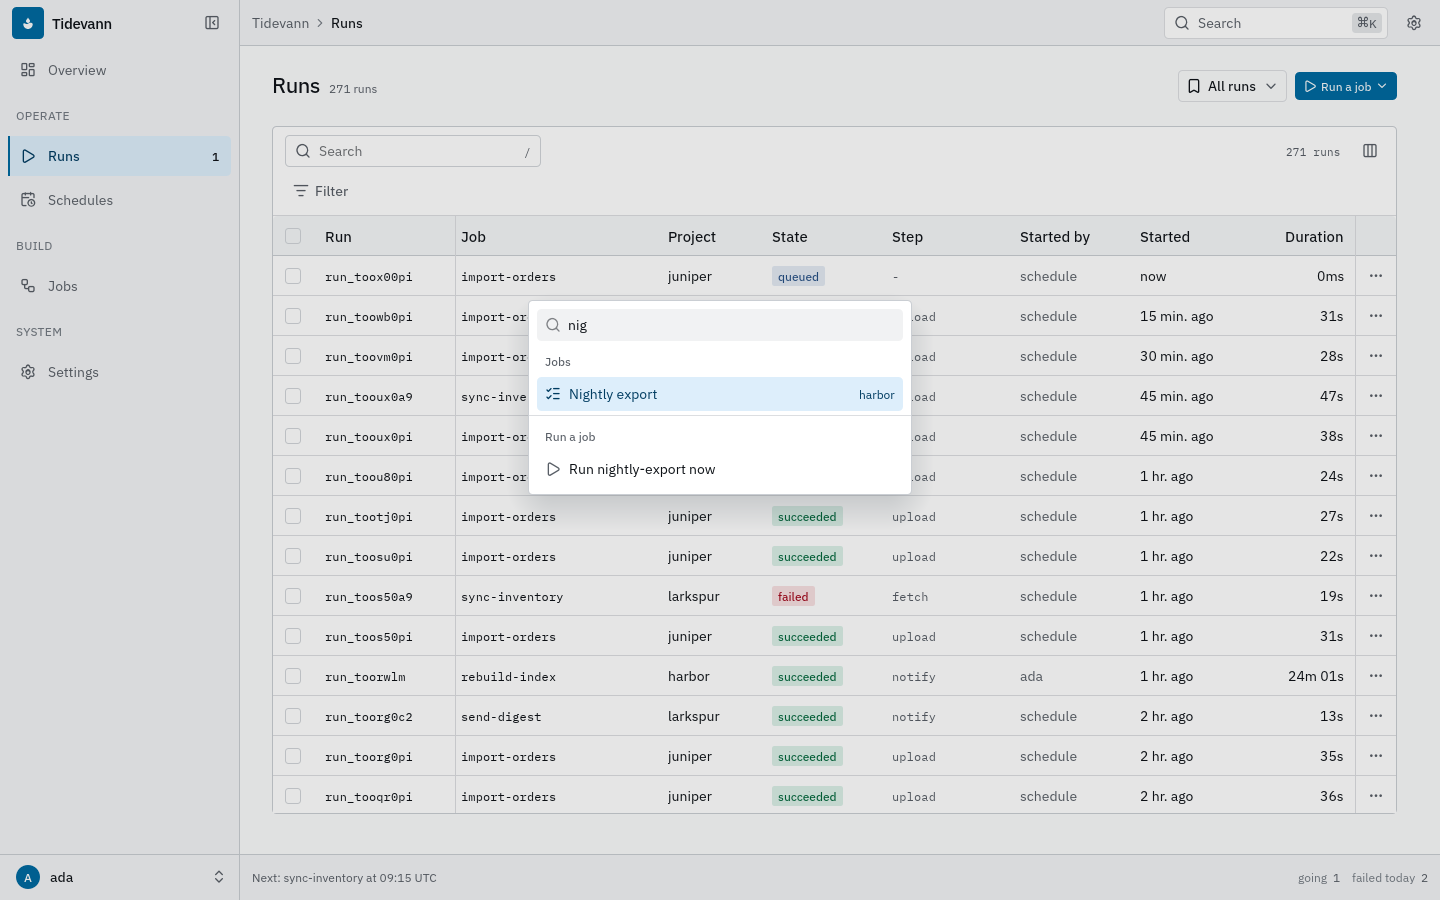 Tidevann
Overview
OPERATE
Runs 1
Schedules
BUILD
Jobs
SYSTEM
Settings
A ada
Tidevann > Runs
Search ⌘K
Runs 271 runs
All runs
Run a job
Search /
271 runs
Filter
Run Job Project State Step Started by Started Duration
run_toox00pi import-orders juniper queued - schedule now 0ms
run_toowb0pi import-or load schedule 15 min. ago 31s
run_toovm0pi import-or load schedule 30 min. ago 28s
run_tooux0a9 sync-inve load schedule 45 min. ago 47s
run_tooux0pi import-or load schedule 45 min. ago 38s
run_toou80pi import-or load schedule 1 hr. ago 24s
run_tootj0pi import-orders juniper succeeded upload schedule 1 hr. ago 27s
run_toosu0pi import-orders juniper succeeded upload schedule 1 hr. ago 22s
run_toos50a9 sync-inventory larkspur failed fetch schedule 1 hr. ago 19s
run_toos50pi import-orders juniper succeeded upload schedule 1 hr. ago 31s
run_toorwlm rebuild-index harbor succeeded notify ada 1 hr. ago 24m 01s
run_toorg0c2 send-digest larkspur succeeded notify schedule 2 hr. ago 13s
run_toorg0pi import-orders juniper succeeded upload schedule 2 hr. ago 35s
run_tooqr0pi import-orders juniper succeeded upload schedule 2 hr. ago 36s
nig
Jobs
Nightly export harbor
Run a job
Run nightly-export now
Next: sync-inventory at 09:15 UTC
going 1 failed today 2